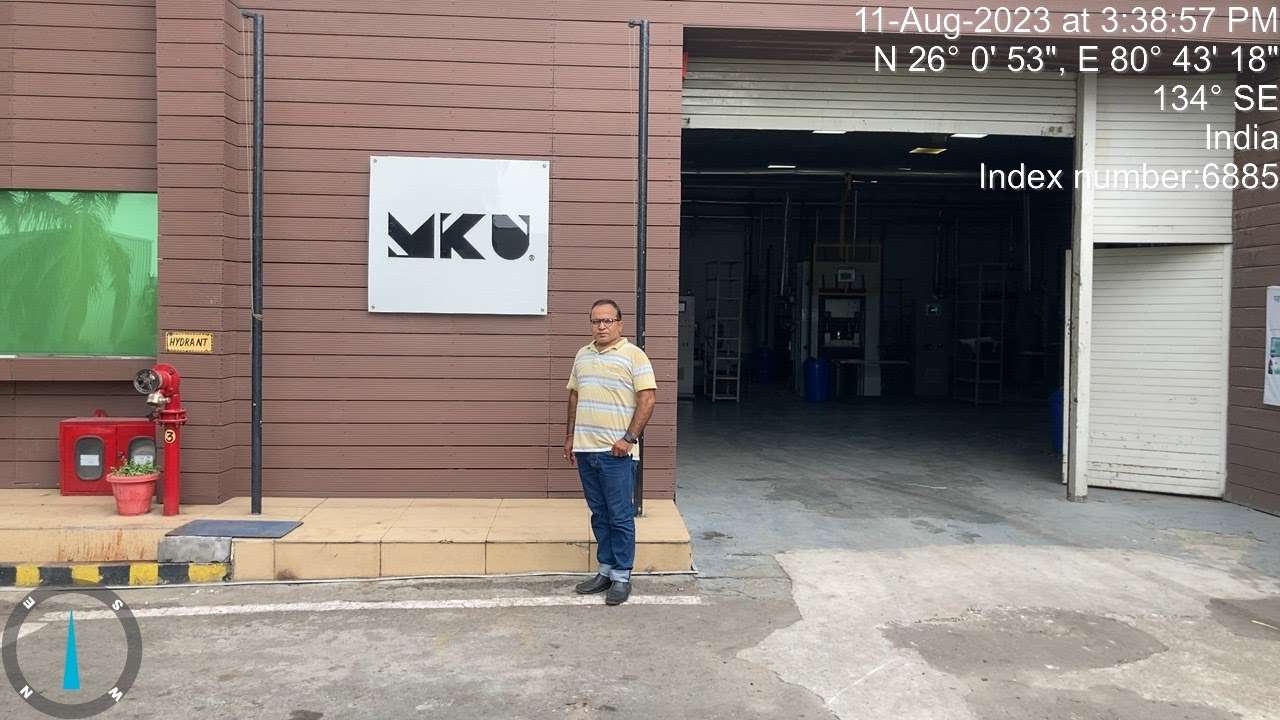 11-Aug-2023 at 3:38:57 PM
N 26° 0' 53", E 80° 43' 18"
134° SE
India
Index number:6885
MKU®
HYDRANT
3
E S
N W